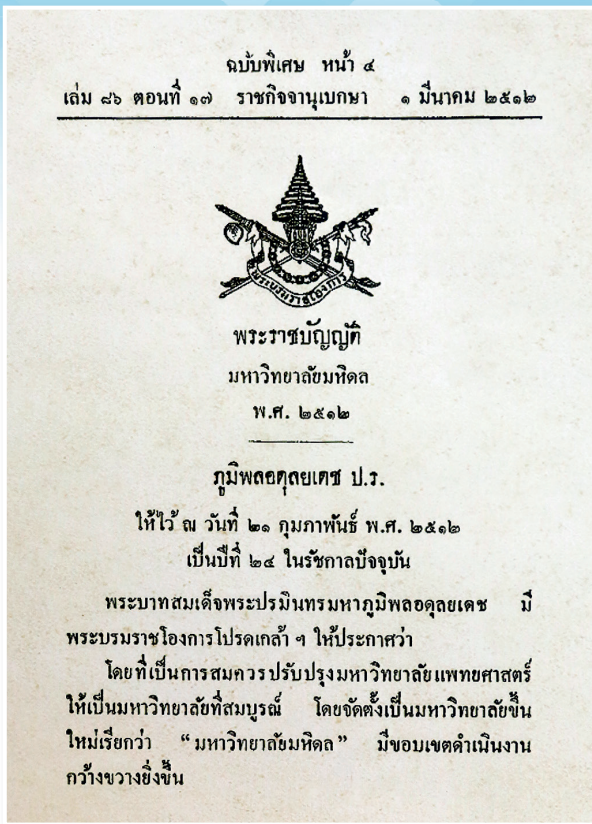 ฉบับพิเศษ หน้า ๔
เล่ม ๘๖ ตอนที่ ๑๗ ราชกิจจานุเบกษา ๑ มีนาคม ๒๕๑๒
พระบรมราชโองการ
พระราชบัญญัติ
มหาวิทยาลัยมหิดล
พ.ศ. ๒๕๑๒
ภูมิพลอดุลยเดช ป.ร.
ให้ไว้ ณ วันที่ ๒๑ กุมภาพันธ์ พ.ศ. ๒๕๑๒
เป็นปีที่ ๒๔ ในรัชกาลปัจจุบัน
พระบาทสมเด็จพระปรมินทรมหาภูมิพลอดุลยเดช มี
พระบรมราชโองการโปรดเกล้า ฯ ให้ประกาศว่า
โดยที่เป็นการสมควรปรับปรุงมหาวิทยาลัยแพทยศาสตร์
ให้เป็นมหาวิทยาลัยที่สมบูรณ์ โดยจัดตั้งเป็นมหาวิทยาลัยขึ้น
ใหม่เรียกว่า “มหาวิทยาลัยมหิดล” มีขอบเขตดำเนินงาน
กว้างขวางยิ่งขึ้น